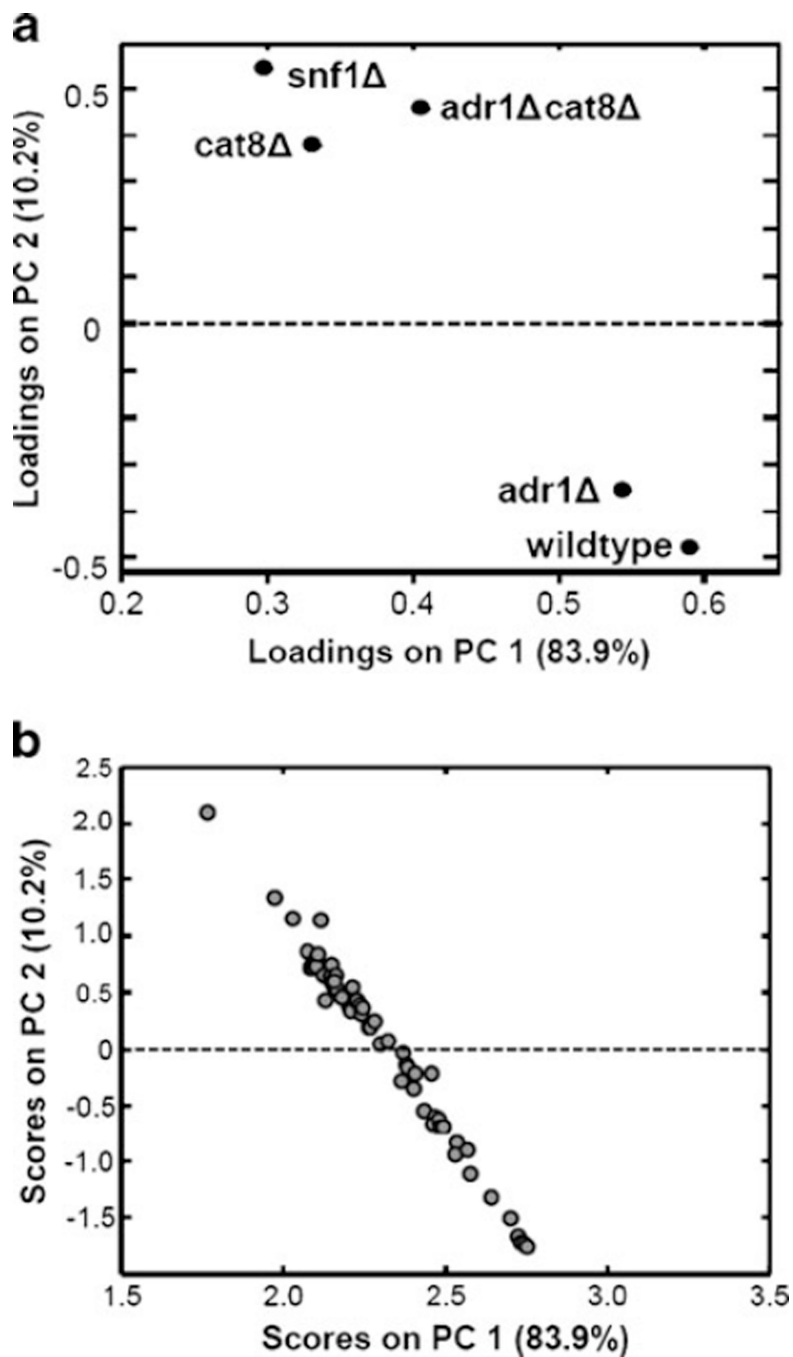 a
Loadings on PC 2 (10.2%)
0.5
0
-0.5
snf1Δ
adr1Δcat8Δ
cat8Δ
adr1Δ
wildtype
0.2 0.3 0.4 0.5 0.6
Loadings on PC 1 (83.9%)
b
Scores on PC 2 (10.2%)
2.5
2.0
1.5
1.0
0.5
0
-0.5
-1.0
-1.5
1.5 2.0 2.5 3.0 3.5
Scores on PC 1 (83.9%)